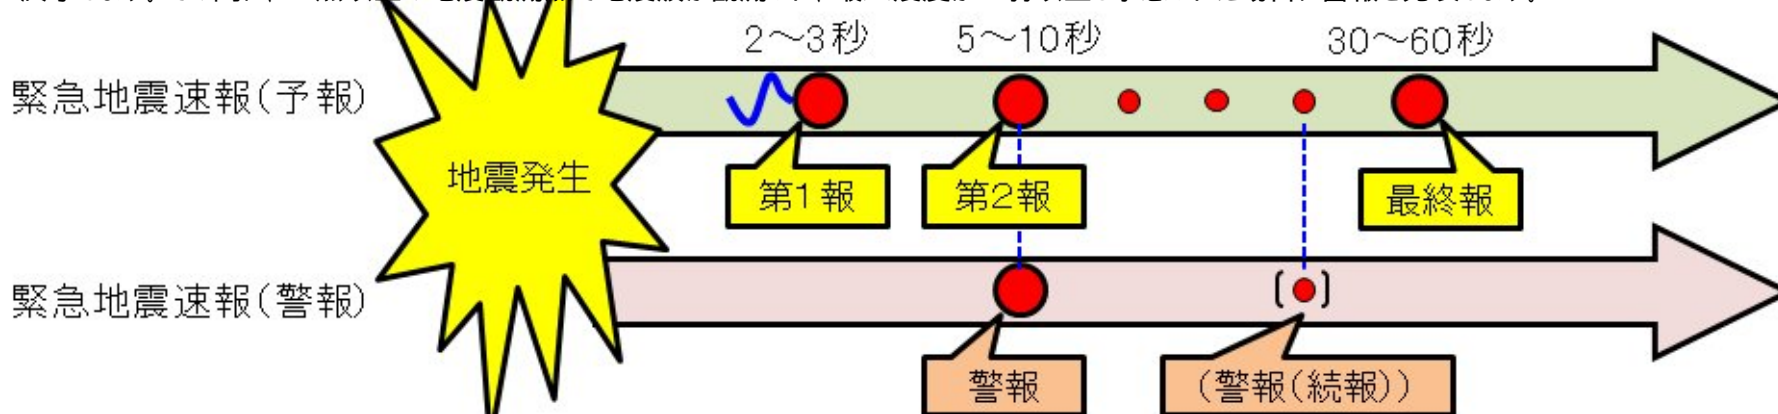 2～3秒
5～10秒
30～60秒
緊急地震速報(予報)
地震発生
第1報
第2報
最終報
緊急地震速報(警報)
警報
(警報(続報))